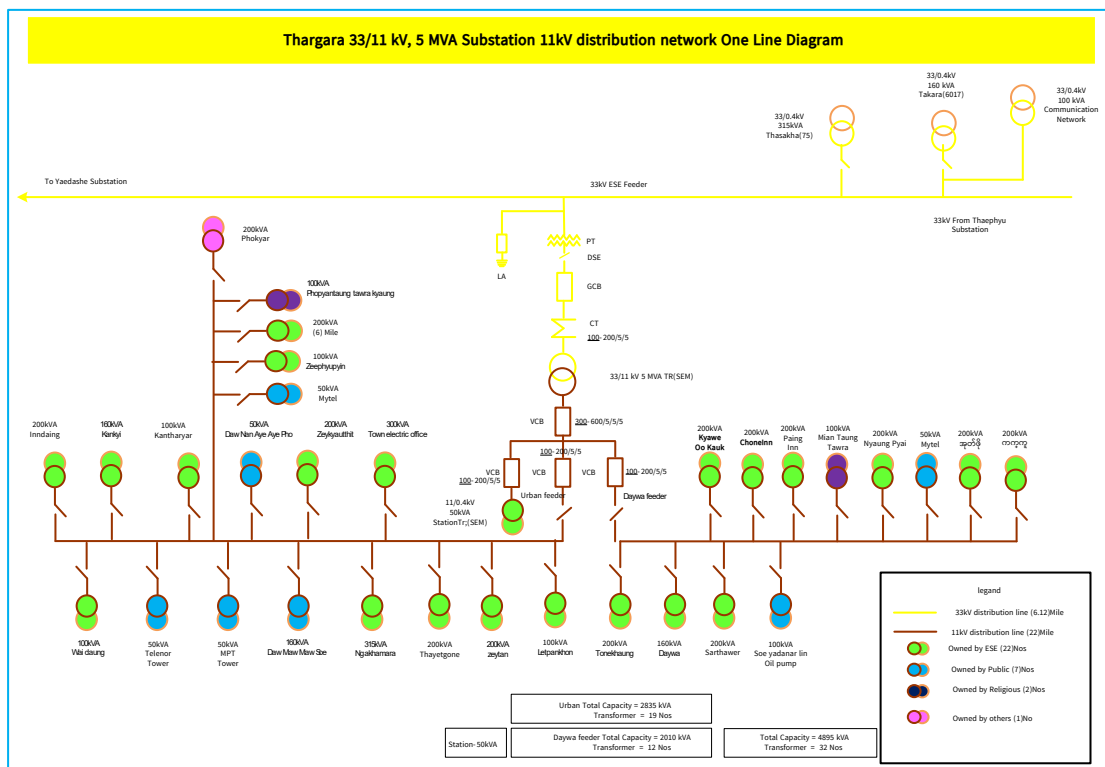 Thargara 33/11 kV, 5 MVA Substation 11kV distribution network One Line Diagram
33/0.4kV
160 kVA
Takara(6017)
33/0.4kV
100 kVA
Communication
Network
33/0.4kV
315kVA
Thasakha(75)
To Yaedashe Substation
33kV ESE Feeder
33kV From Thaephyu
Substation
200kVA
Phokyar
PT
DSE
LA
GCB
100kVA
Phopyantaung tawra kyaung
200kVA
(6) Mile
CT
100-200/5/5
100kVA
Zeephyupyin
33/11 kV 5 MVA TR(SEM)
50kVA
Mytel
VCB
300-600/5/5/5
200kVA
Inndaing
160kVA
Kankyi
100kVA
Kantharyar
50kVA
Daw Nan Aye Aye Pho
200kVA
Zeykyautthit
300kVA
Town electric office
100-200/5/5
VCB
100-200/5/5
VCB
VCB
100-200/5/5
Urban feeder
Daywa feeder
11/0.4kV
50kVA
StationTr;(SEM)
200kVA
Kyawe
Oo Kauk
200kVA
ChoneInn
200kVA
Paing
Inn
100kVA
Mian Taung
Tawra
200kVA
Nyaung Pyai
50kVA
Mytel
200kVA
200kVA
100kVA
Wai daung
50kVA
Telenor
Tower
50kVA
MPT
Tower
160kVA
Daw Maw Maw Soe
315kVA
Ngakhamara
200kVA
Thayetgone
200kVA
zeytan
100kVA
Letpankhon
200kVA
Tonekhaung
160kVA
Daywa
200kVA
Sarthawer
100kVA
Soe yadanar lin
Oil pump
legand
33kV distribution line (6.12)Mile
11kV distribution line (22)Mile
Owned by ESE (22)Nos
Owned by Public (7)Nos
Owned by Religious (2)Nos
Owned by others (1)No
Urban Total Capacity = 2835 kVA
Transformer = 19 Nos
Station- 50kVA
Daywa feeder Total Capacity = 2010 kVA
Transformer = 12 Nos
Total Capacity = 4895 kVA
Transformer = 32 Nos